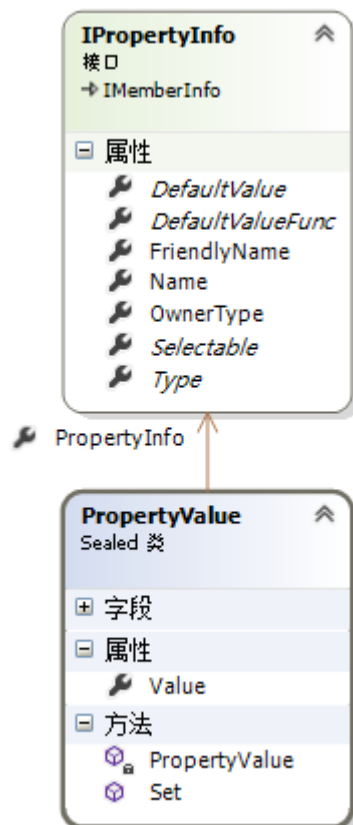 IPropertyInfo
接口
IMemberInfo
属性
DefaultValue
DefaultValueFunc
FriendlyName
Name
OwnerType
Selectable
Type
PropertyInfo
PropertyValue
Sealed 类
字段
属性
Value
方法
PropertyValue
Set